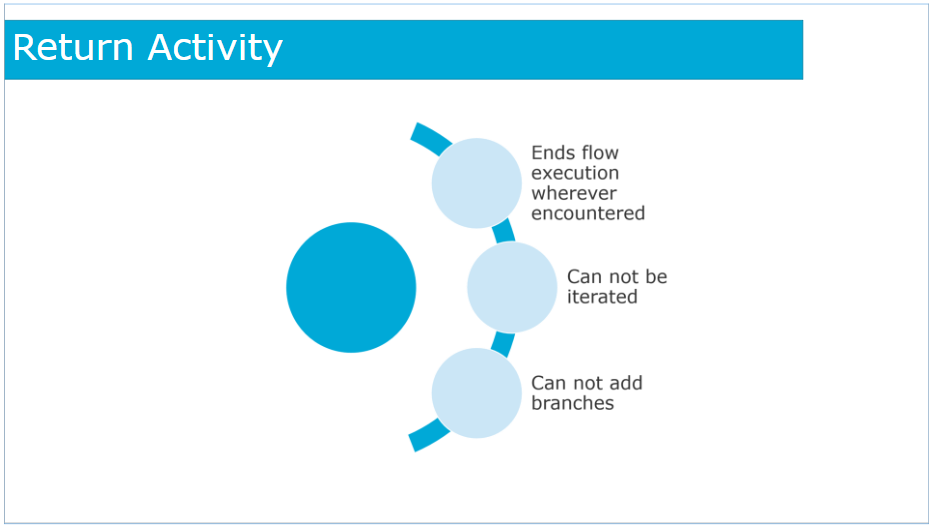 Return Activity
Ends flow
execution
wherever
encountered
Can not be
iterated
Can not add
branches